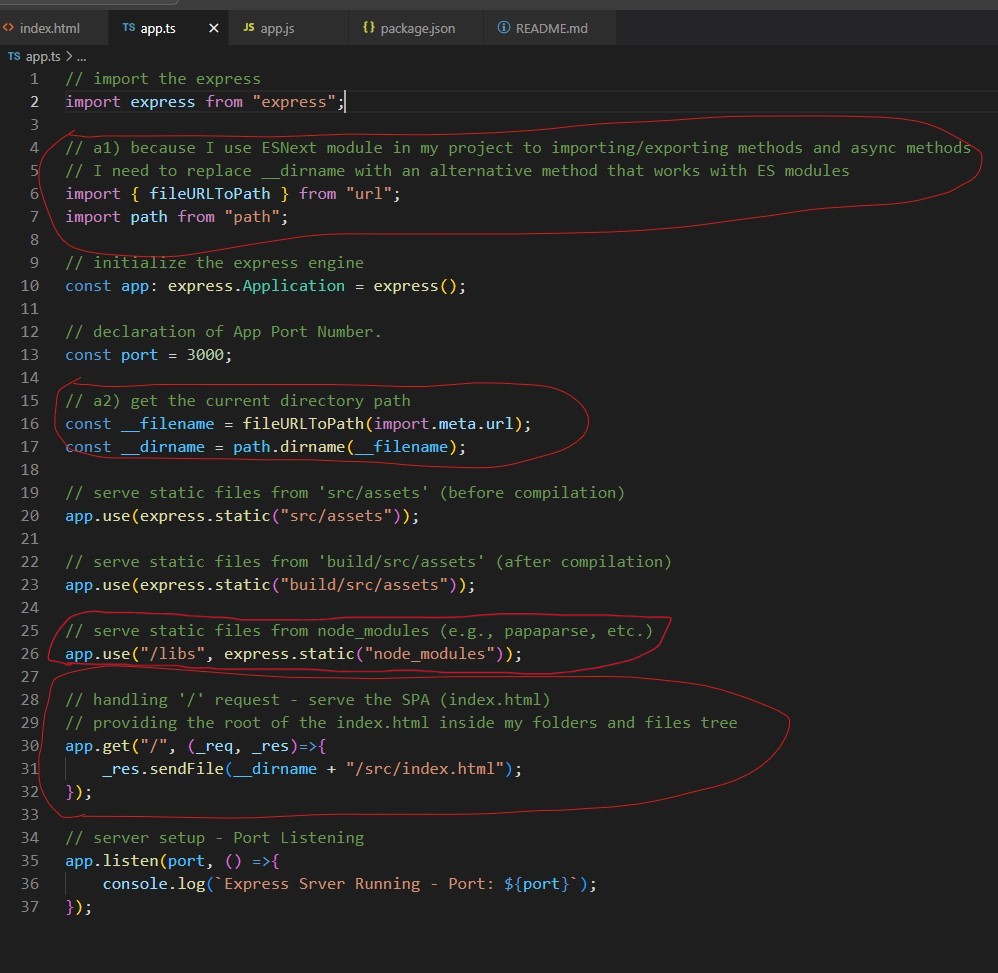 index.html
TS app.ts ×
JS app.js
{} package.json
README.md
TS app.ts > ...
1 // import the express
2 import express from "express";
3
4 // a1) because I use ESNext module in my project to importing/exporting methods and async methods
5 // I need to replace __dirname with an alternative method that works with ES modules
6 import { fileURLToPath } from "url";
7 import path from "path";
8
9 // initialize the express engine
10 const app: express.Application = express();
11
12 // declaration of App Port Number.
13 const port = 3000;
14
15 // a2) get the current directory path
16 const __filename = fileURLToPath(import.meta.url);
17 const __dirname = path.dirname(__filename);
18
19 // serve static files from 'src/assets' (before compilation)
20 app.use(express.static("src/assets"));
21
22 // serve static files from 'build/src/assets' (after compilation)
23 app.use(express.static("build/src/assets"));
24
25 // serve static files from node_modules (e.g., papaparse, etc.)
26 app.use("/libs", express.static("node_modules"));
27
28 // handling '/' request - serve the SPA (index.html)
29 // providing the root of the index.html inside my folders and files tree
30 app.get("/", (_req, _res)=>{
31 _res.sendFile(__dirname + "/src/index.html");
32 });
33
34 // server setup - Port Listening
35 app.listen(port, () =>{
36 console.log(`Express Srver Running - Port: ${port}`);
37 });